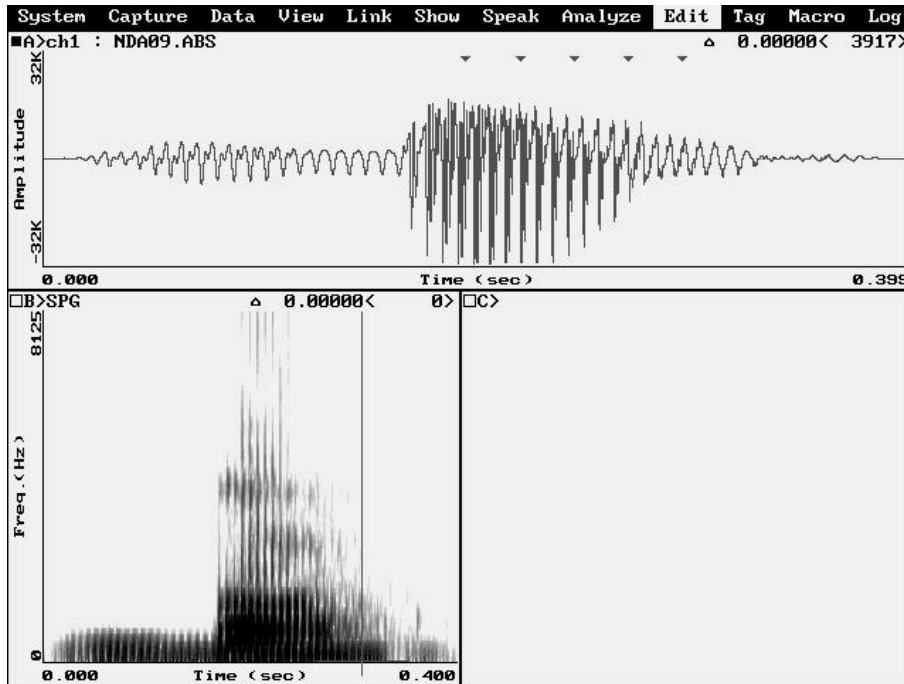 System Capture Data View Link Show Speak Analyze Edit Tag Macro Log
A>ch1 : NDA09.ABS 0.00000< 3917>
32K
Amplitude
-32K
0.000 Time (sec) 0.399
B>SPG 0.00000< 0>
C>
8125
Freq.(Hz)
0
0.000 Time (sec) 0.400